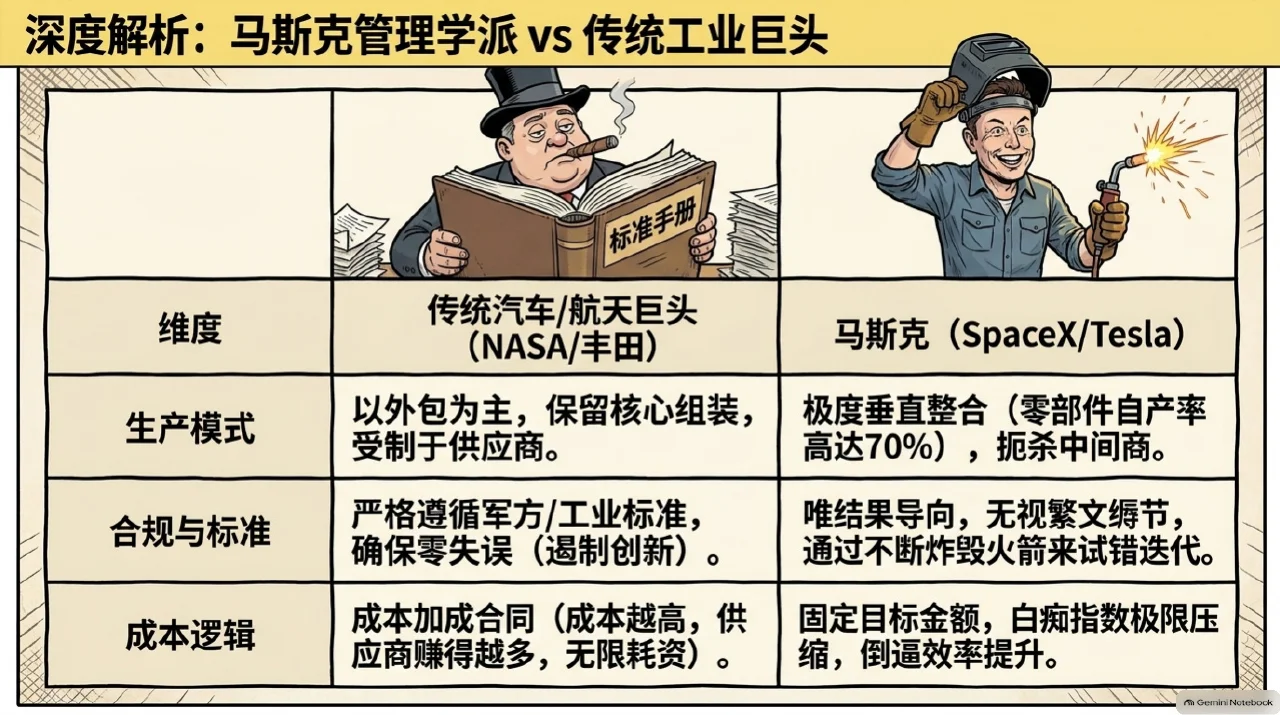 深度解析：马斯克管理学派 vs 传统工业巨头
标准手册
维度
传统汽车/航天巨头
（NASA/丰田）
马斯克（SpaceX/Tesla）
生产模式
以外包为主，保留核心组装，
受制于供应商。
极度垂直整合（零部件自产率
高达70%），扼杀中间商。
合规与标准
严格遵循军方/工业标准，
确保零失误（遏制创新）。
唯结果导向，无视繁文缛节，
通过不断炸毁火箭来试错迭代。
成本逻辑
成本加成合同（成本越高，供
应商赚得越多，无限耗资）。
固定目标金额，白痴指数极限压
缩，倒逼效率提升。
Gemini Notebook